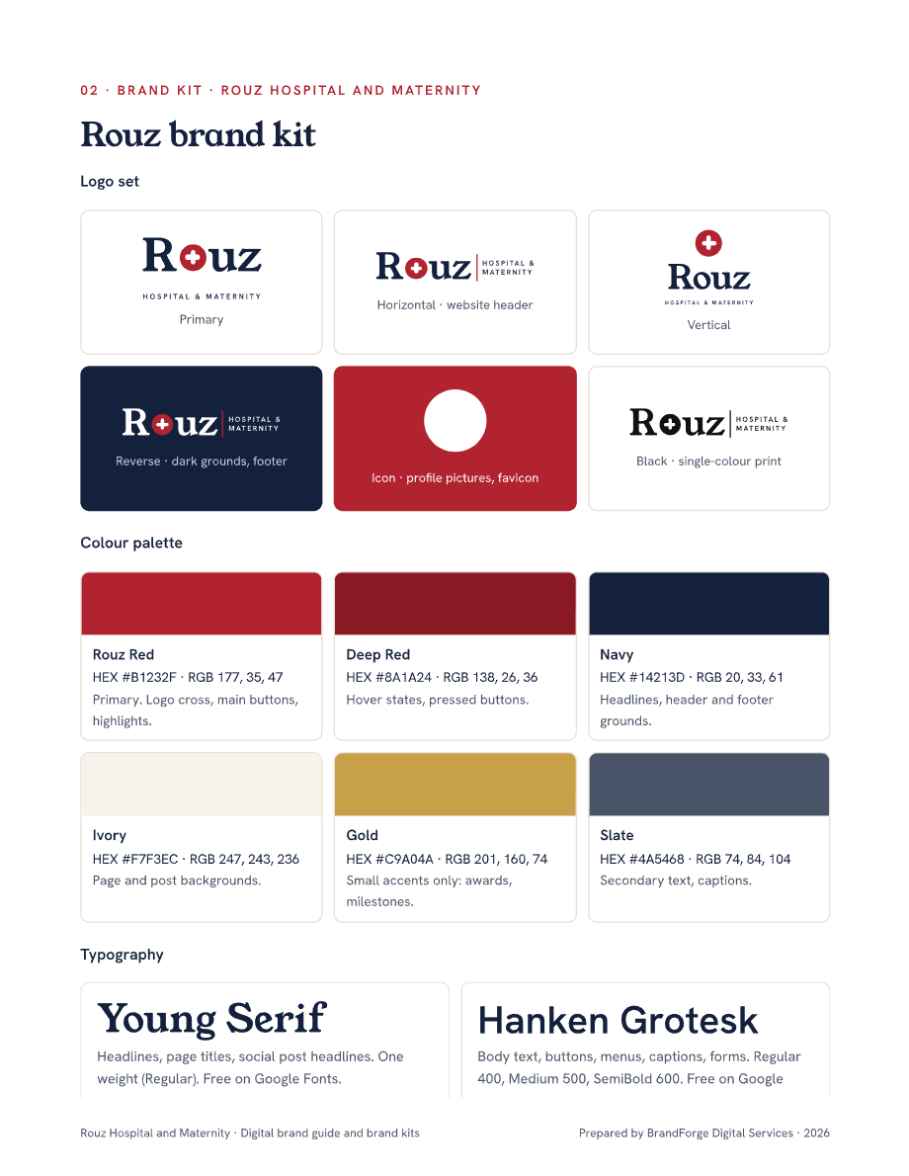 02 · BRAND KIT · ROUZ HOSPITAL AND MATERNITY
Rouz brand kit
Logo set
Rouz
HOSPITAL & MATERNITY
Primary
Rouz
HOSPITAL &
MATERNITY
Horizontal · website header
Rouz
HOSPITAL & MATERNITY
Vertical
Rouz
HOSPITAL &
MATERNITY
Reverse · dark grounds, footer
Icon · profile pictures, favicon
Rouz
HOSPITAL &
MATERNITY
Black · single-colour print
Colour palette
Rouz Red
HEX #B1232F · RGB 177, 35, 47
Primary. Logo cross, main buttons,
highlights.
Deep Red
HEX #8A1A24 · RGB 138, 26, 36
Hover states, pressed buttons.
Navy
HEX #14213D · RGB 20, 33, 61
Headlines, header and footer
grounds.
Ivory
HEX #F7F3EC · RGB 247, 243, 236
Page and post backgrounds.
Gold
HEX #C9A04A · RGB 201, 160, 74
Small accents only: awards,
milestones.
Slate
HEX #4A5468 · RGB 74, 84, 104
Secondary text, captions.
Typography
Young Serif
Headlines, page titles, social post headlines. One
weight (Regular). Free on Google Fonts.
Hanken Grotesk
Body text, buttons, menus, captions, forms. Regular
400, Medium 500, SemiBold 600. Free on Google
Rouz Hospital and Maternity · Digital brand guide and brand kits
Prepared by BrandForge Digital Services · 2026